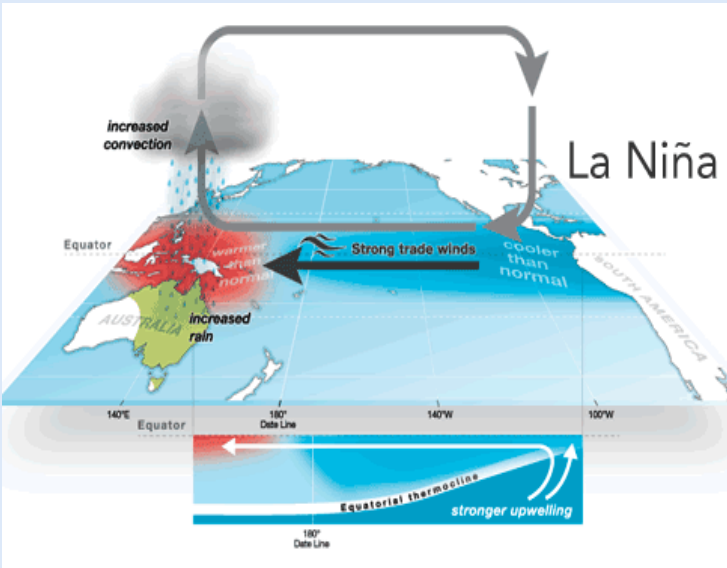 increased
convection
La Niña
Equator
warmer
than
normal
Strong trade winds
cooler
than
normal
SOUTH AMERICA
AUSTRALIA
increased
rain
140°E
180°
Date Line
140°W
100°W
Equator
Equatorial thermocline
stronger upwelling
180°
Date Line